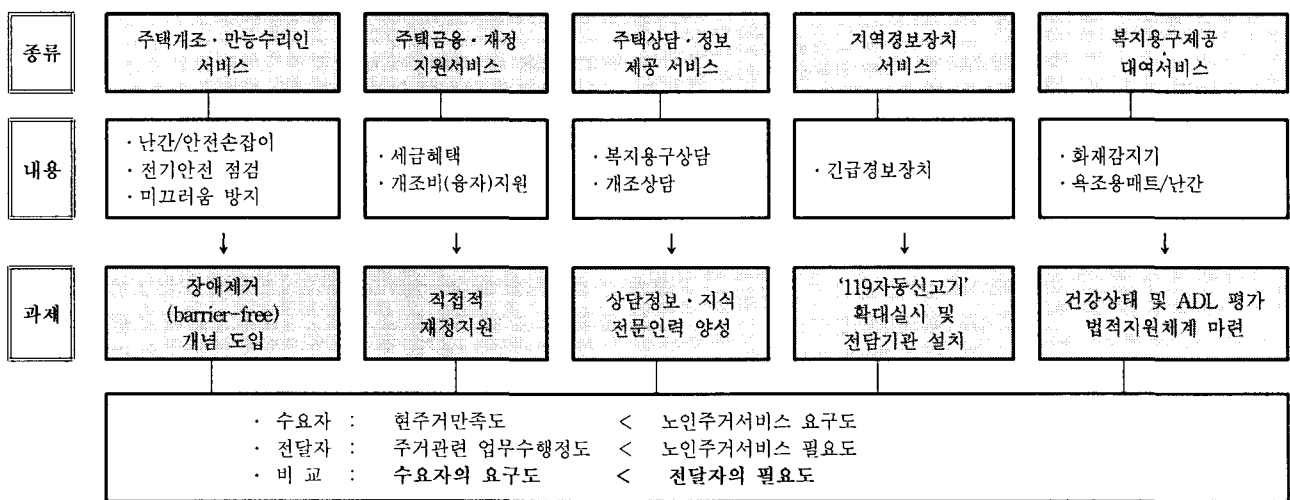 종류
주택개조·만능수리인
서비스
주택금융·재정
지원서비스
주택상담·정보
제공 서비스
지역경보장치
서비스
복지용구제공
·
대여서비스
내용
· 난간/안전손잡이
· 전기안전 점검
· 미끄러움 방지
· 세금혜택
· 개조비(융자)지원
· 복지용구상담
· 개조상담
· 긴급경보장치
· 화재감지기
· 욕조용매트/난간
↓ ↓ ↓ ↓ ↓
과제
장애제거
(barrier-free)
개념 도입
직접적
재정지원
상담정보·지식
전문인력 양성
'119자동신고기'
확대실시 및
전담기관 설치
건강상태 및 ADL 평가
법적지원체계 마련
· 수요자 : 현주거만족도 < 노인주거서비스 요구도
· 전달자 : 주거관련 업무수행정도 < 노인주거서비스 필요도
· 비 교 : 수요자의 요구도 < 전달자의 필요도